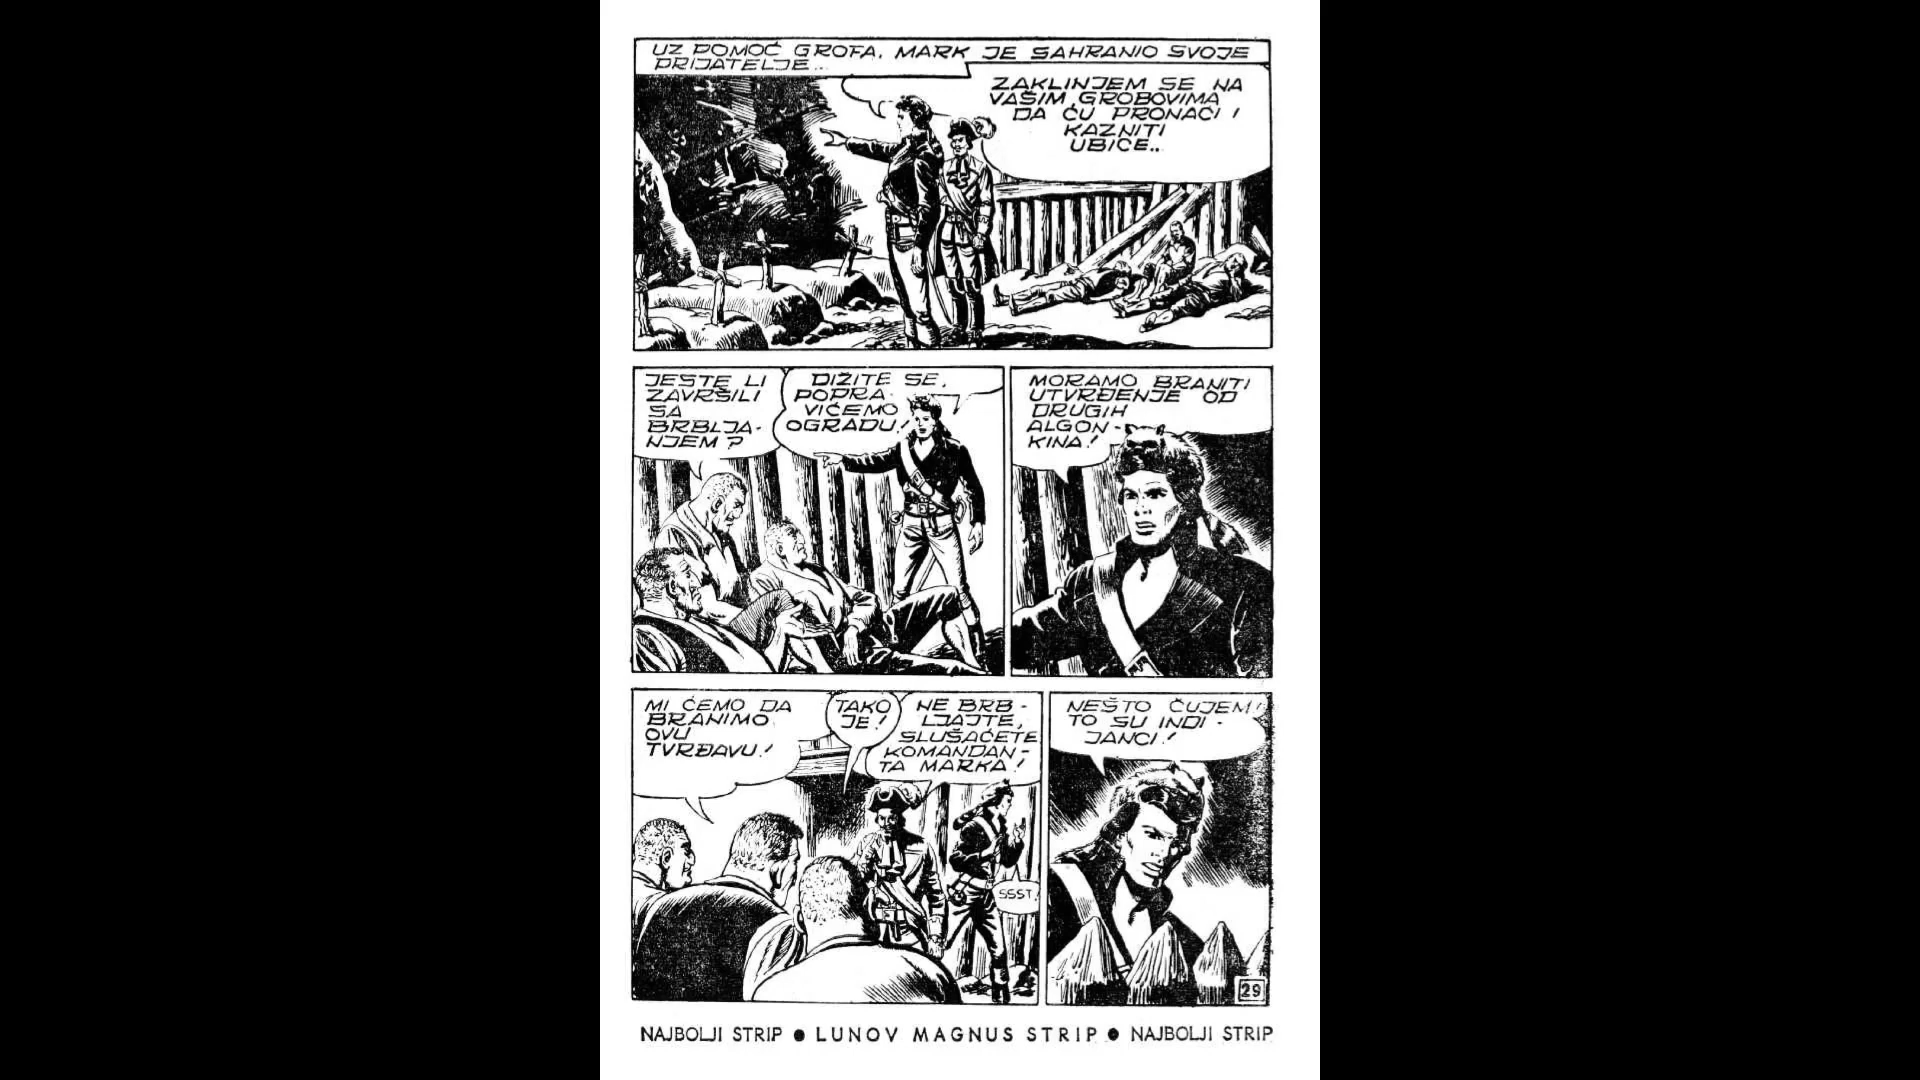 UZ POMOĆ GROFA, MARK JE SAHRANIO SVOJE
PRIJATELJE...
ZAKLINJEM SE NA
VAŠIM GROBOVIMA
DA ĆU PRONAĆI I
KAZNITI
UBICE..
JESTE LI
ZAVRŠILI
SA
BRBLJA-
NJEM?
DIŽITE SE,
POPRA-
VIĆEMO
OGRADU!
MORAMO BRANITI
UTVRĐENJE OD
DRUGIH
ALGON-
KINA!
MI ĆEMO DA
BRANIMO
OVU
TVRĐAVU!
TAKO
JE!
NE BRB-
LJAJTE,
SLUŠAĆETE
KOMANDAN-
TA MARKA!
SSST!
NEŠTO ČUJEM!
TO SU INDI-
JANCI!
29
NAJBOLJI STRIP ● LUNOV MAGNUS STRIP ● NAJBOLJI STRIP